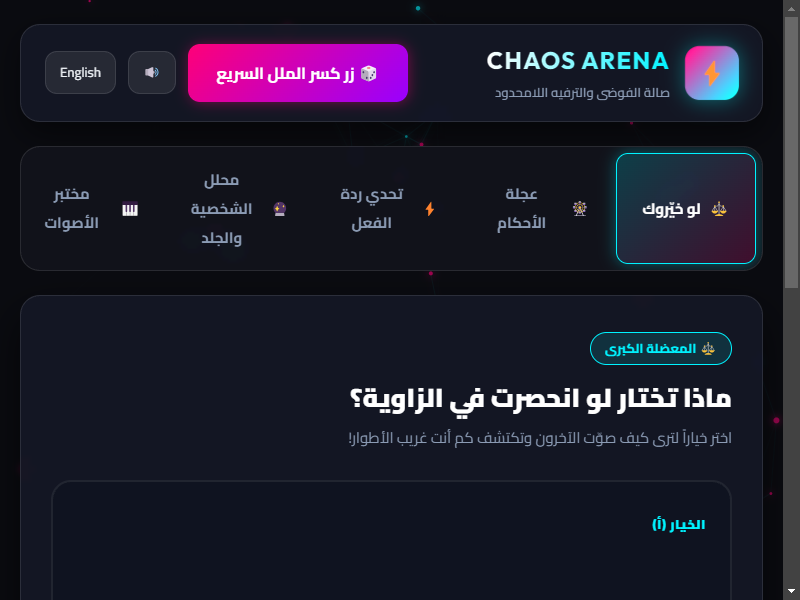 CHAOS ARENA
صالة الفوضى والترفيه اللامحدود
🎲 زر كسر الملل السريع
English
لو خيّروك
عجلة
الأحكام
تحدي ردة
الفعل
محلل
الشخصية
والجلد
مختبر
الأصوات
المعضلة الكبرى
ماذا تختار لو انحصرت في الزاوية؟
اختر خياراً لترى كيف صوّت الآخرون وتكتشف كم أنت غريب الأطوار!
الخيار (أ)